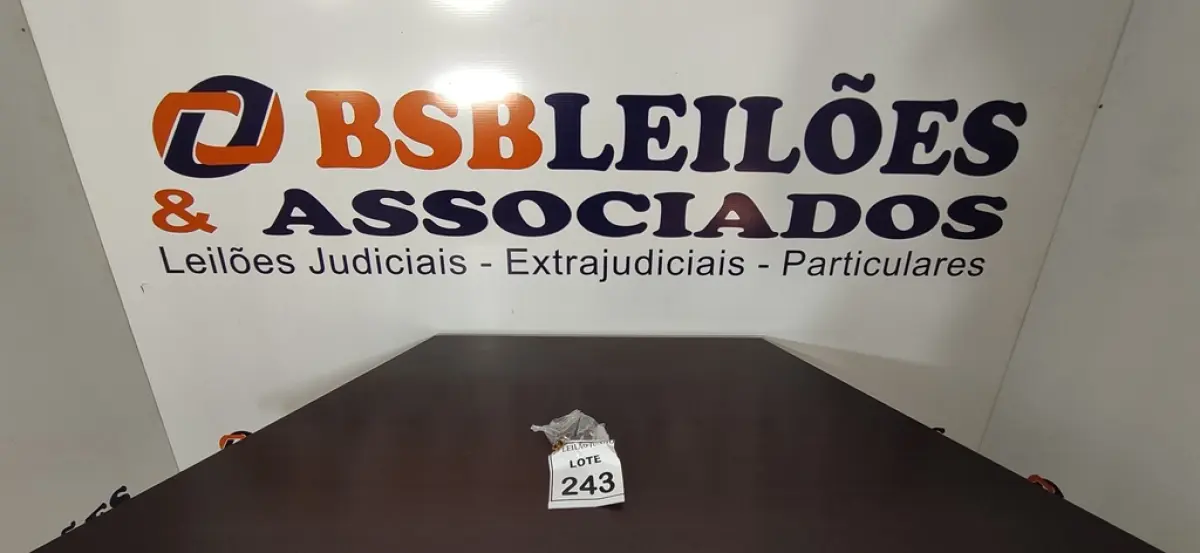 BSBLEILÕES
& ASSOCIADOS
Leilões Judiciais - Extrajudiciais - Particulares
LOTE
243